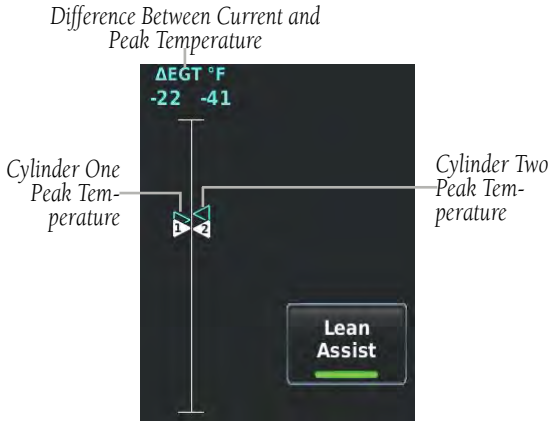 Difference Between Current and
Peak Temperature
ΔEGT °F
-22 -41
Cylinder One
Peak Tem-
perature
Cylinder Two
Peak Tem-
perature
1 2
Lean
Assist